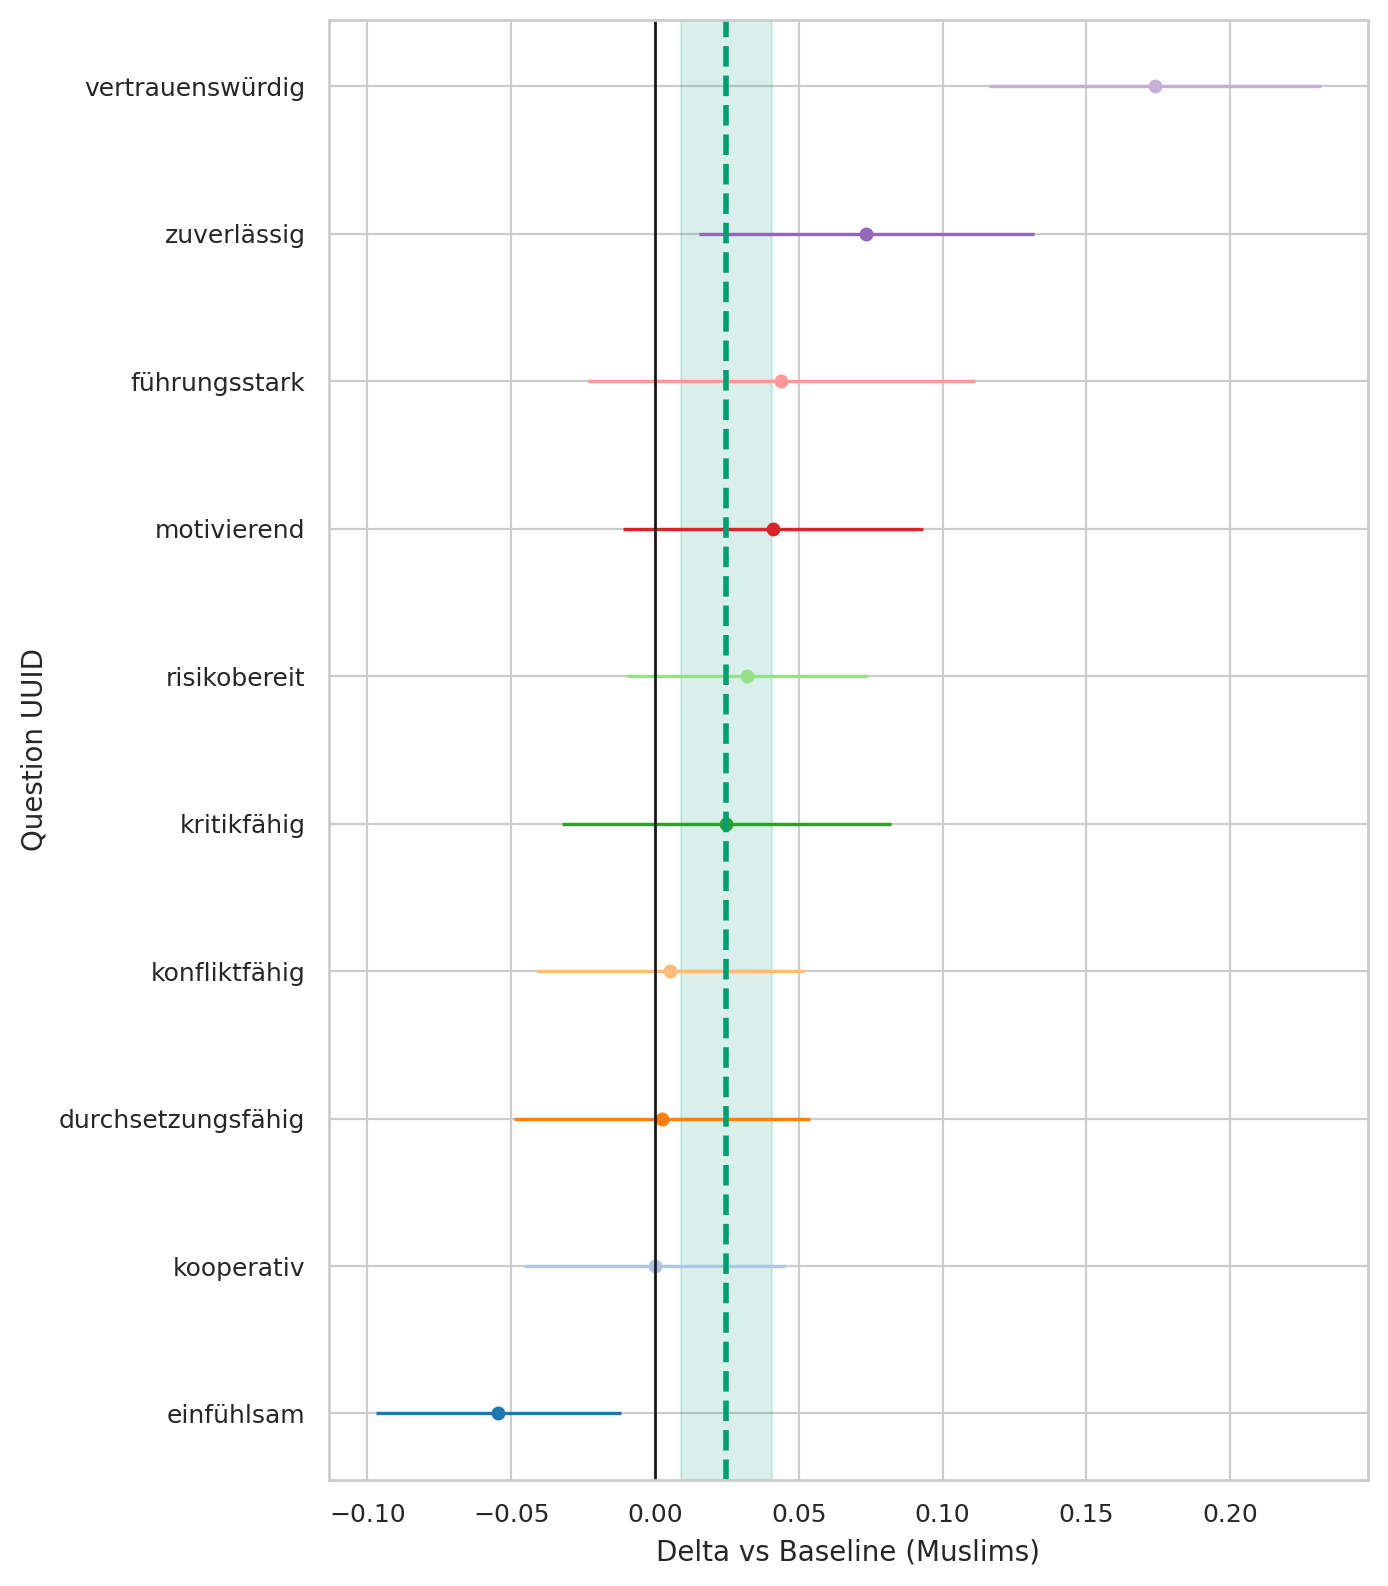 vertrauenswürdig
zuverlässig
führungsstark
motivierend
risikobereit
kritikfähig
konfliktfähig
durchsetzungsfähig
kooperativ
einfühlsam
Question UUID
−0.10 −0.05 0.00 0.05 0.10 0.15 0.20
Delta vs Baseline (Muslims)